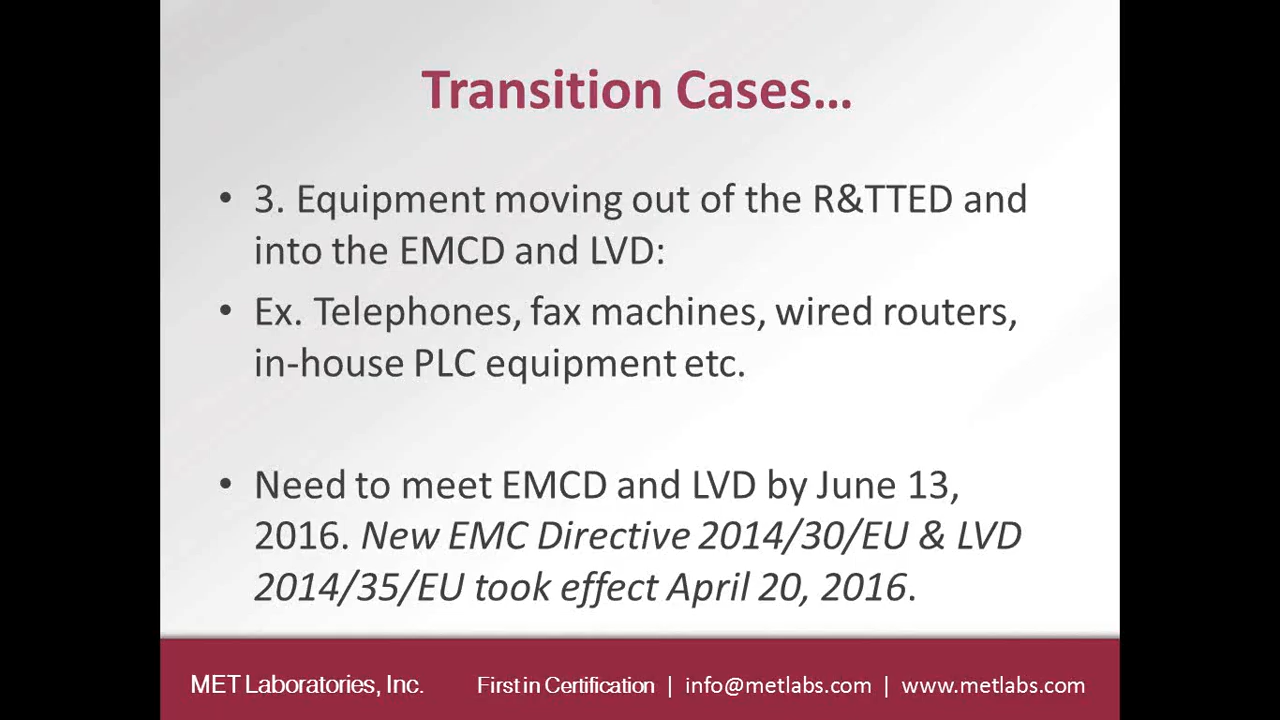 Transition Cases…
• 3. Equipment moving out of the R&TTED and
into the EMCD and LVD:
• Ex. Telephones, fax machines, wired routers,
in-house PLC equipment etc.
• Need to meet EMCD and LVD by June 13,
2016. New EMC Directive 2014/30/EU & LVD
2014/35/EU took effect April 20, 2016.
MET Laboratories, Inc. First in Certification | info@metlabs.com | www.metlabs.com